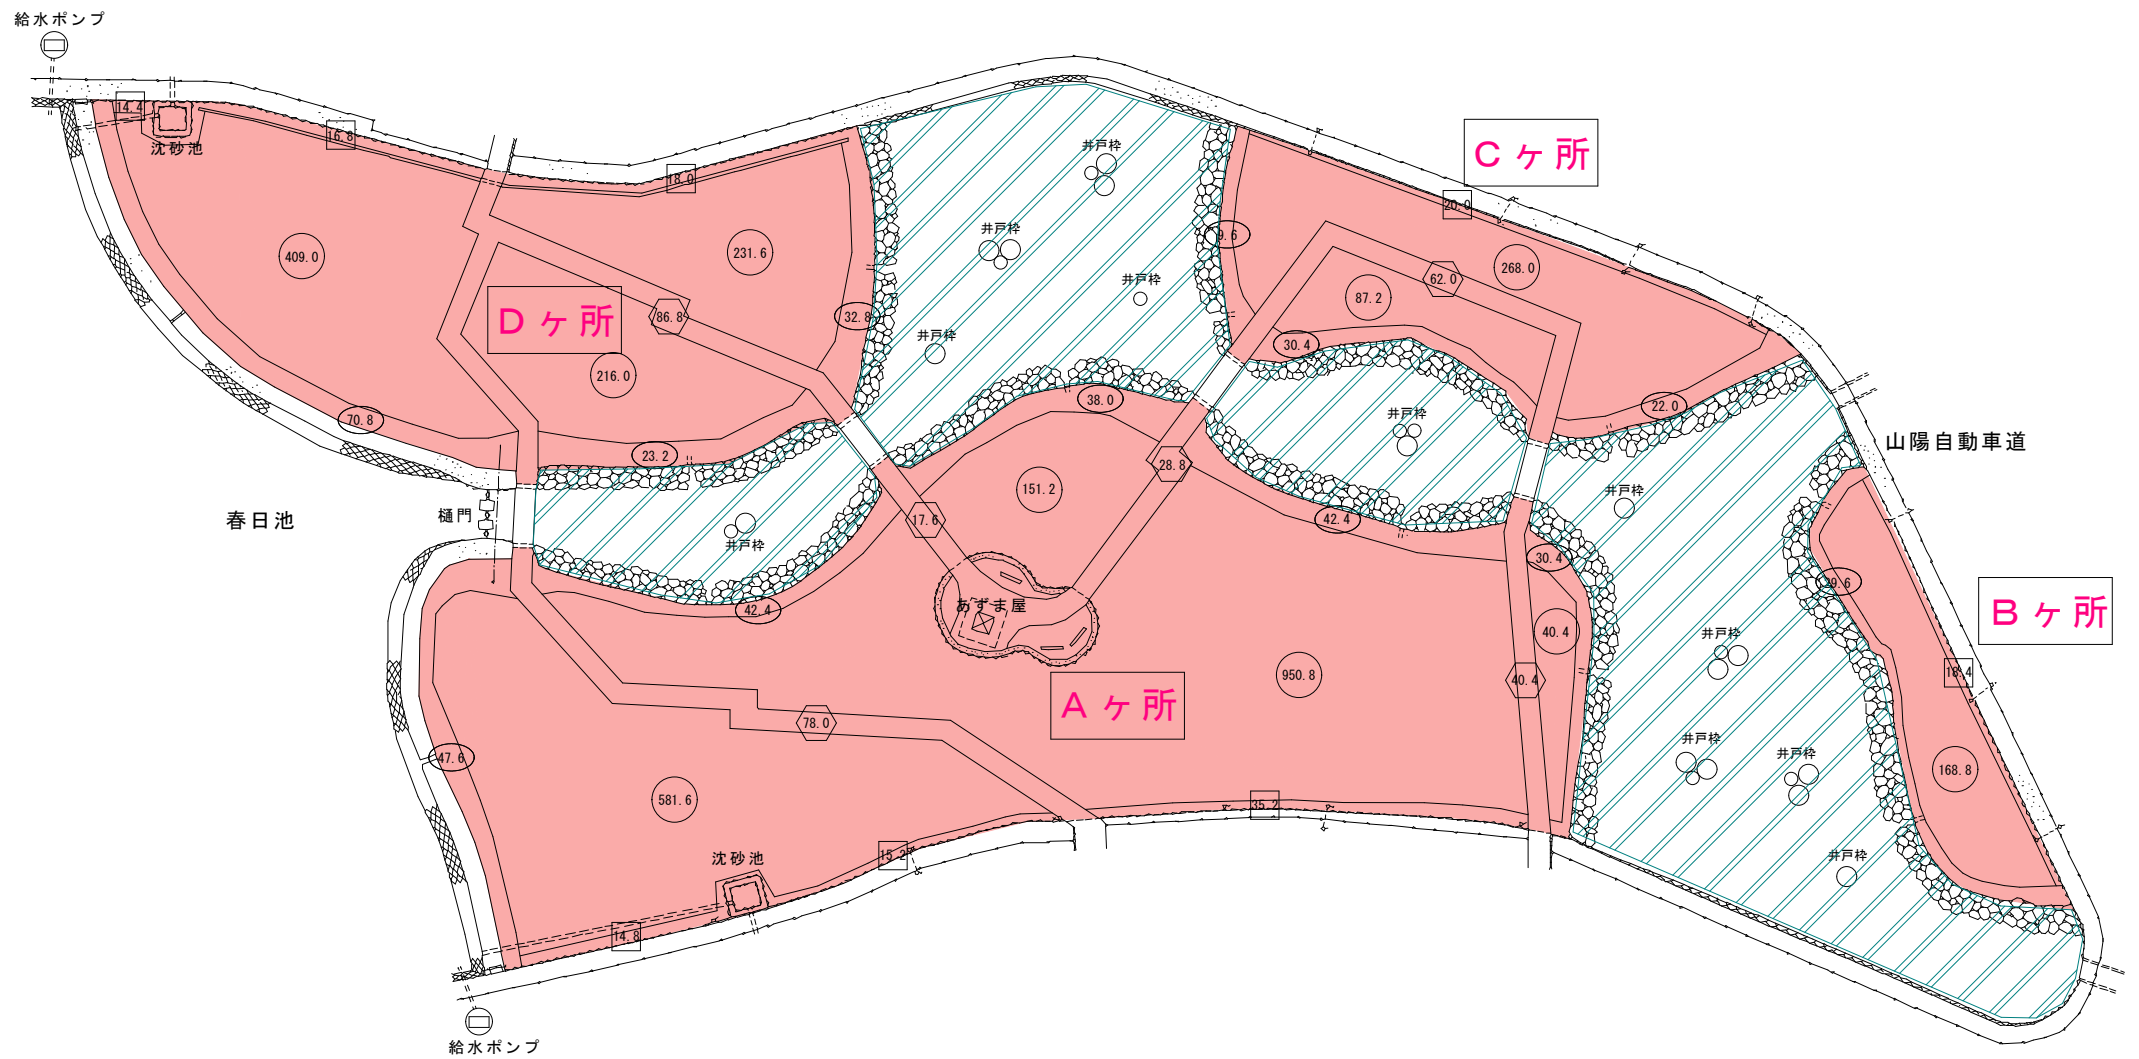 給水ポンプ
14.4
沈砂池
16.8
18.0
409.0
231.6
Dヶ所
86.8
32.8
216.0
70.8
23.2
春日池
樋門
井戸枠
井戸枠
井戸枠
井戸枠
Cヶ所
20.0
9.6
62.0
268.0
87.2
30.4
22.0
38.0
井戸枠
山陽自動車道
28.8
151.2
17.6
42.4
井戸枠
30.4
井戸枠
42.4
あずま屋
40.4
29.6
Bヶ所
井戸枠
950.8
40.4
18.4
Aヶ所
78.0
47.6
井戸枠
井戸枠
168.8
581.6
35.2
15.2
沈砂池
井戸枠
14.8
給水ポンプ